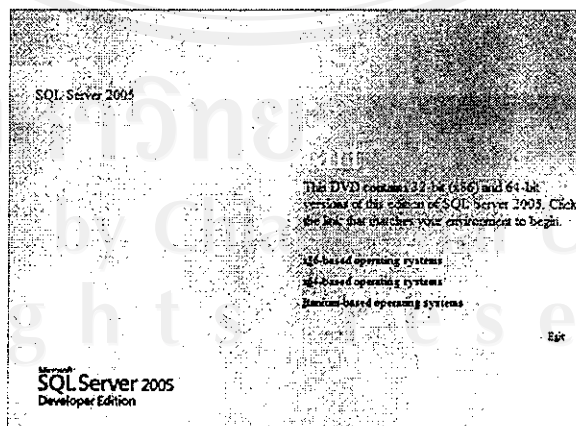 SQL Server 2005
This DVD contains 32-bit (x86) and 64-bit
versions of this edition of SQL Server 2005. Click
the link that matches your environment to begin.
x86-based operating systems
x64-based operating systems
Itanium-based operating systems
Exit
Microsoft
SQL Server 2005
Developer Edition